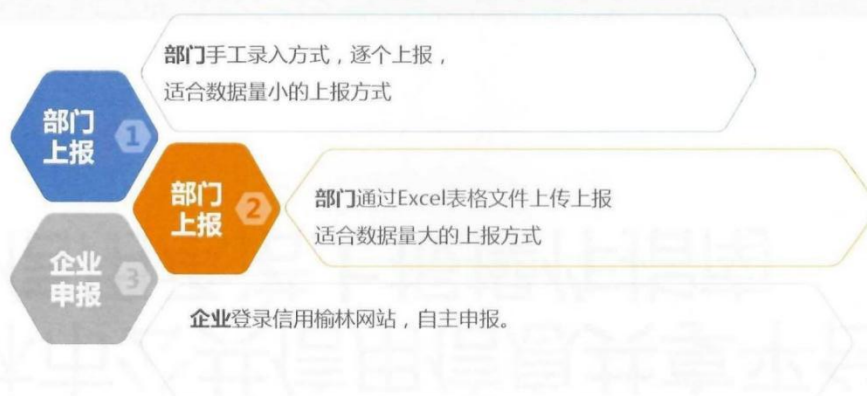 部门手工录入方式，逐个上报，
适合数据量小的上报方式
部门
上报
1
部门
上报
2
部门通过Excel表格文件上传上报
适合数据量大的上报方式
企业
申报
3
企业登录信用榆林网站，自主申报。